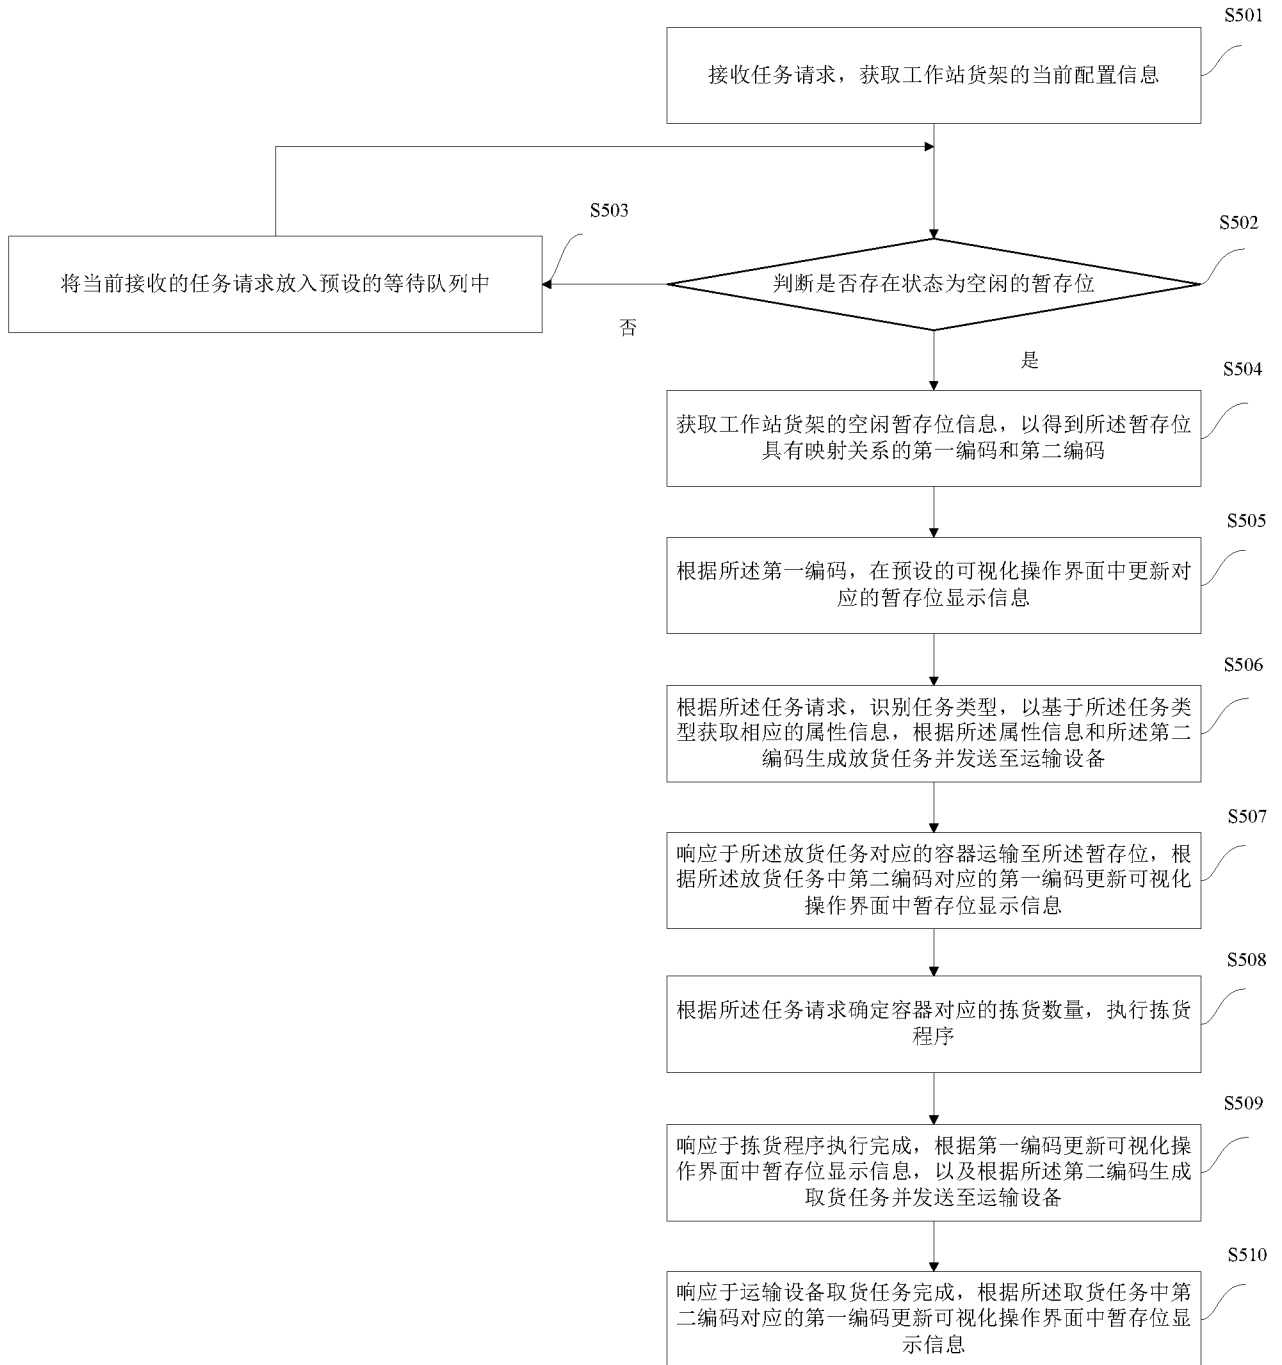 S501
接收任务请求，获取工作站货架的当前配置信息
S503
将当前接收的任务请求放入预设的等待队列中
S502
判断是否存在状态为空闲的暂存位
否
是
S504
获取工作站货架的空闲暂存位信息，以得到所述暂存位
具有映射关系的第一编码和第二编码
S505
根据所述第一编码，在预设的可视化操作界面中更新对
应的暂存位显示信息
S506
根据所述任务请求，识别任务类型，以基于所述任务类
型获取相应的属性信息，根据所述属性信息和所述第二
编码生成放货任务并发送至运输设备
S507
响应于所述放货任务对应的容器运输至所述暂存位，根
据所述放货任务中第二编码对应的第一编码更新可视化
操作界面中暂存位显示信息
S508
根据所述任务请求确定容器对应的拣货数量，执行拣货
程序
S509
响应于拣货程序执行完成，根据第一编码更新可视化操
作界面中暂存位显示信息，以及根据所述第二编码生成
取货任务并发送至运输设备
S510
响应于运输设备取货任务完成，根据所述取货任务中第
二编码对应的第一编码更新可视化操作界面中暂存位显
示信息